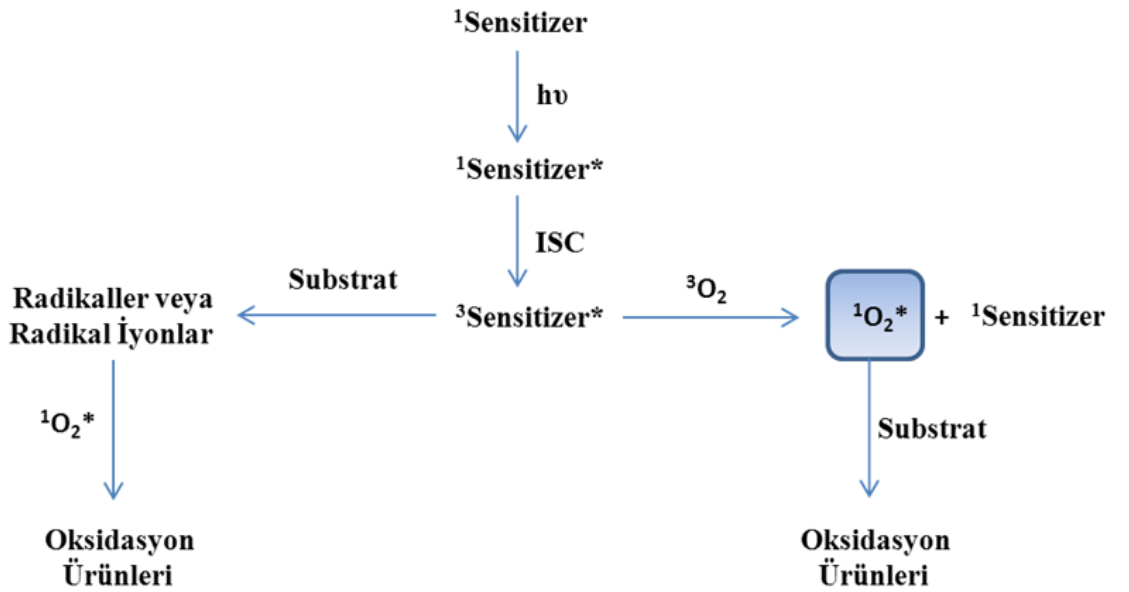 ¹Sensitizer
hυ
¹Sensitizer*
ISC
Substrat
³O₂
Radikaller veya
Radikal İyonlar
³Sensitizer*
¹O₂* + ¹Sensitizer
¹O₂*
Substrat
Oksidasyon
Ürünleri
Oksidasyon
Ürünleri